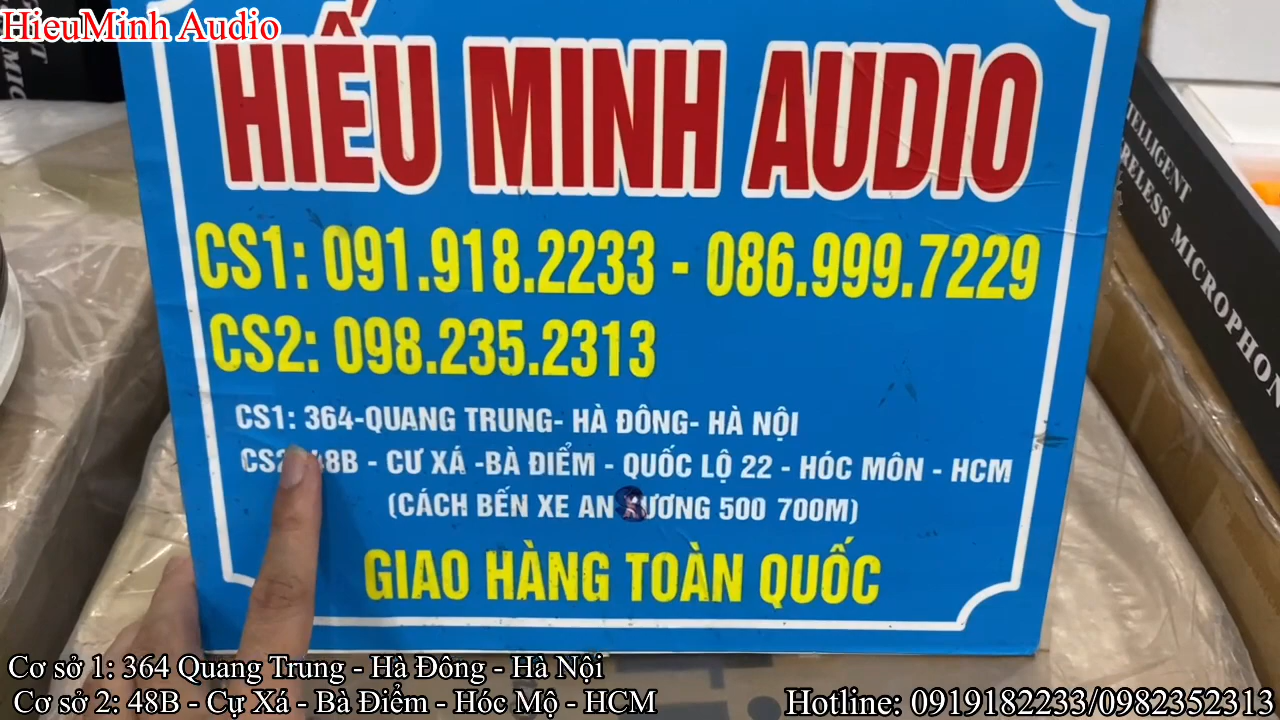 HieuMinh Audio
HIẾU MINH AUDIO
CS1: 091.918.2233 - 086.999.7229
CS2: 098.235.2313
CS1: 364-QUANG TRUNG- HÀ ĐÔNG- HÀ NỘI
48B - CƯ XÁ -BÀ ĐIỂM - QUỐC LỘ 22 - HÓC MÔN - HCM
(CÁCH BẾN XE AN ƯƠNG 500 700M)
GIAO HÀNG TOÀN QUỐC
INTELLIGENT
WIRELESS MICROPHONE
Cơ sở 1: 364 Quang Trung - Hà Đông - Hà Nội
Cơ sở 2: 48B - Cự Xá - Bà Điểm - Hóc Mộ - HCM
Hotline: 0919182233/0982352313